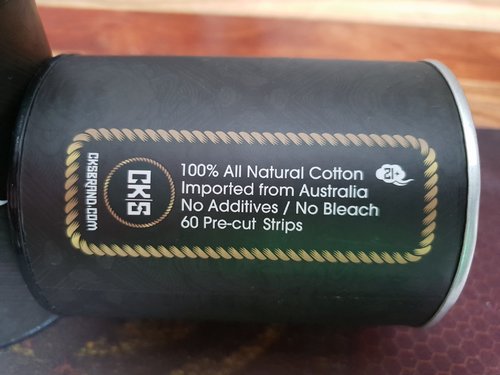 CKSBRAND.COM
CKS
100% All Natural Cotton
Imported from Australia
No Additives / No Bleach
60 Pre-cut Strips
21+